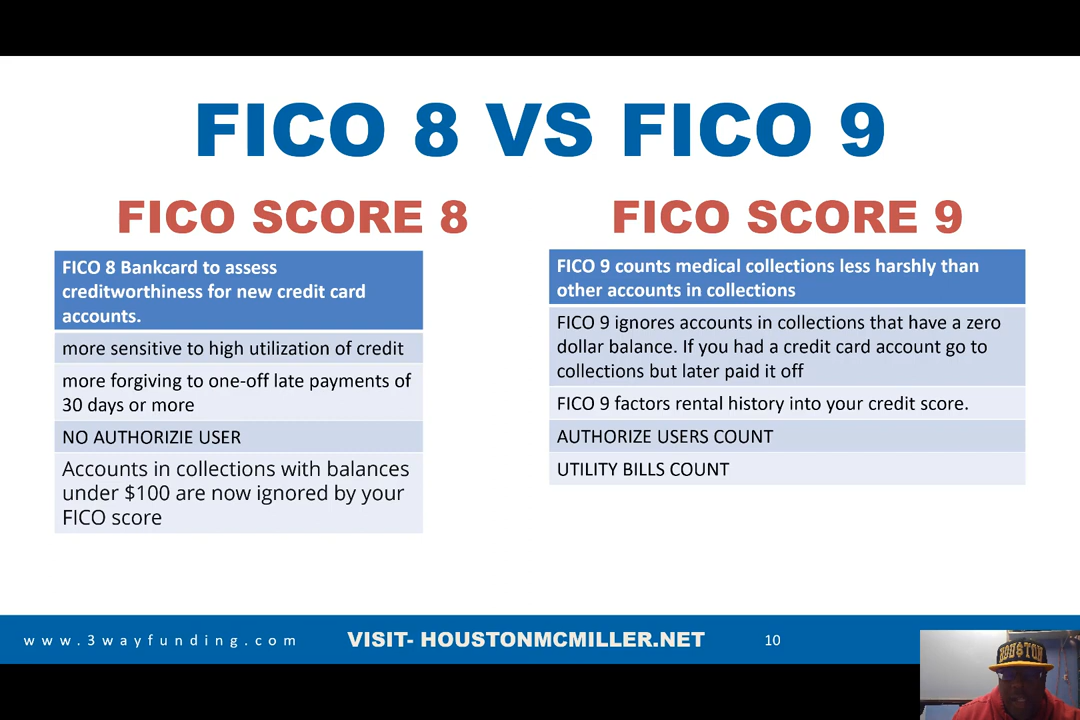 FICO 8 VS FICO 9
FICO SCORE 8
FICO 8 Bankcard to assess
creditworthiness for new credit card
accounts.
more sensitive to high utilization of credit
more forgiving to one-off late payments of
30 days or more
NO AUTHORIZIE USER
Accounts in collections with balances
under $100 are now ignored by your
FICO score
FICO SCORE 9
FICO 9 counts medical collections less harshly than
other accounts in collections
FICO 9 ignores accounts in collections that have a zero
dollar balance. If you had a credit card account go to
collections but later paid it off
FICO 9 factors rental history into your credit score.
AUTHORIZE USERS COUNT
UTILITY BILLS COUNT
www.3wayfunding.com
VISIT- HOUSTONMCMILLER.NET
10
HOU$TON